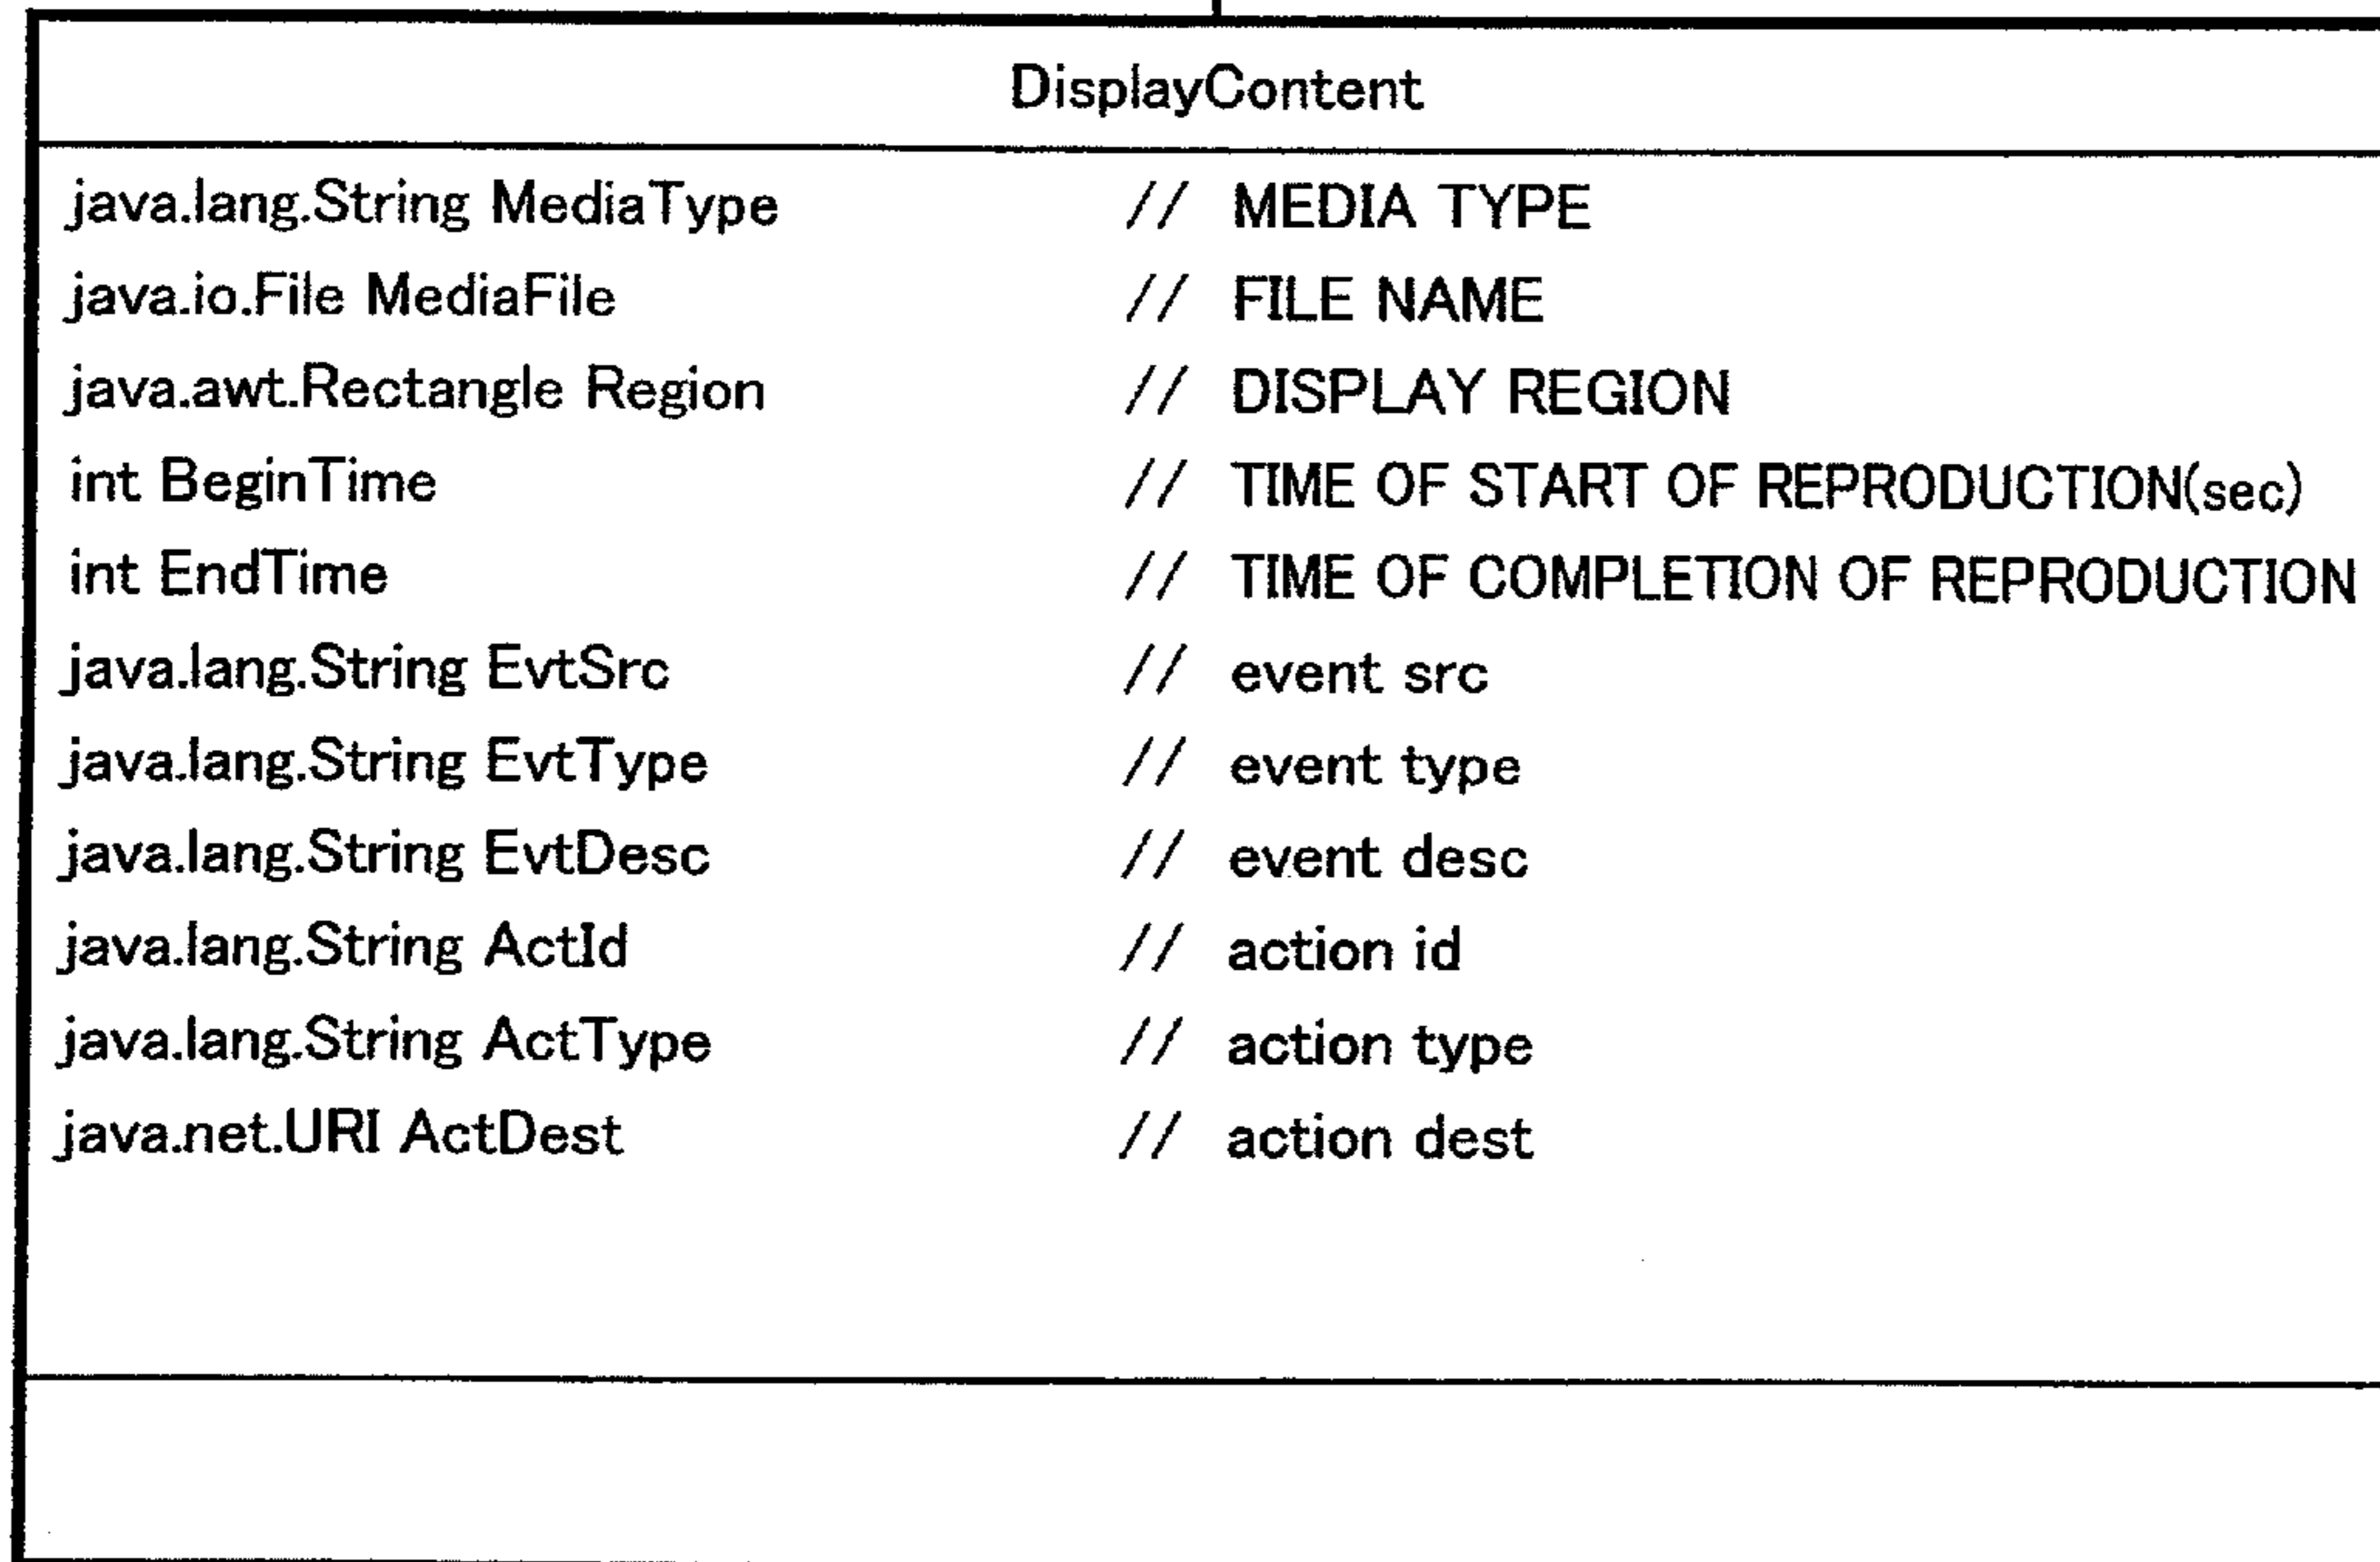 DisplayContent
java.lang.String MediaType // MEDIA TYPE
java.io.File MediaFile // FILE NAME
java.awt.Rectangle Region // DISPLAY REGION
int BeginTime // TIME OF START OF REPRODUCTION(sec)
int EndTime // TIME OF COMPLETION OF REPRODUCTION
java.lang.String EvtSrc // event src
java.lang.String EvtType // event type
java.lang.String EvtDesc // event desc
java.lang.String ActId // action id
java.lang.String ActType // action type
java.net.URI ActDest // action dest